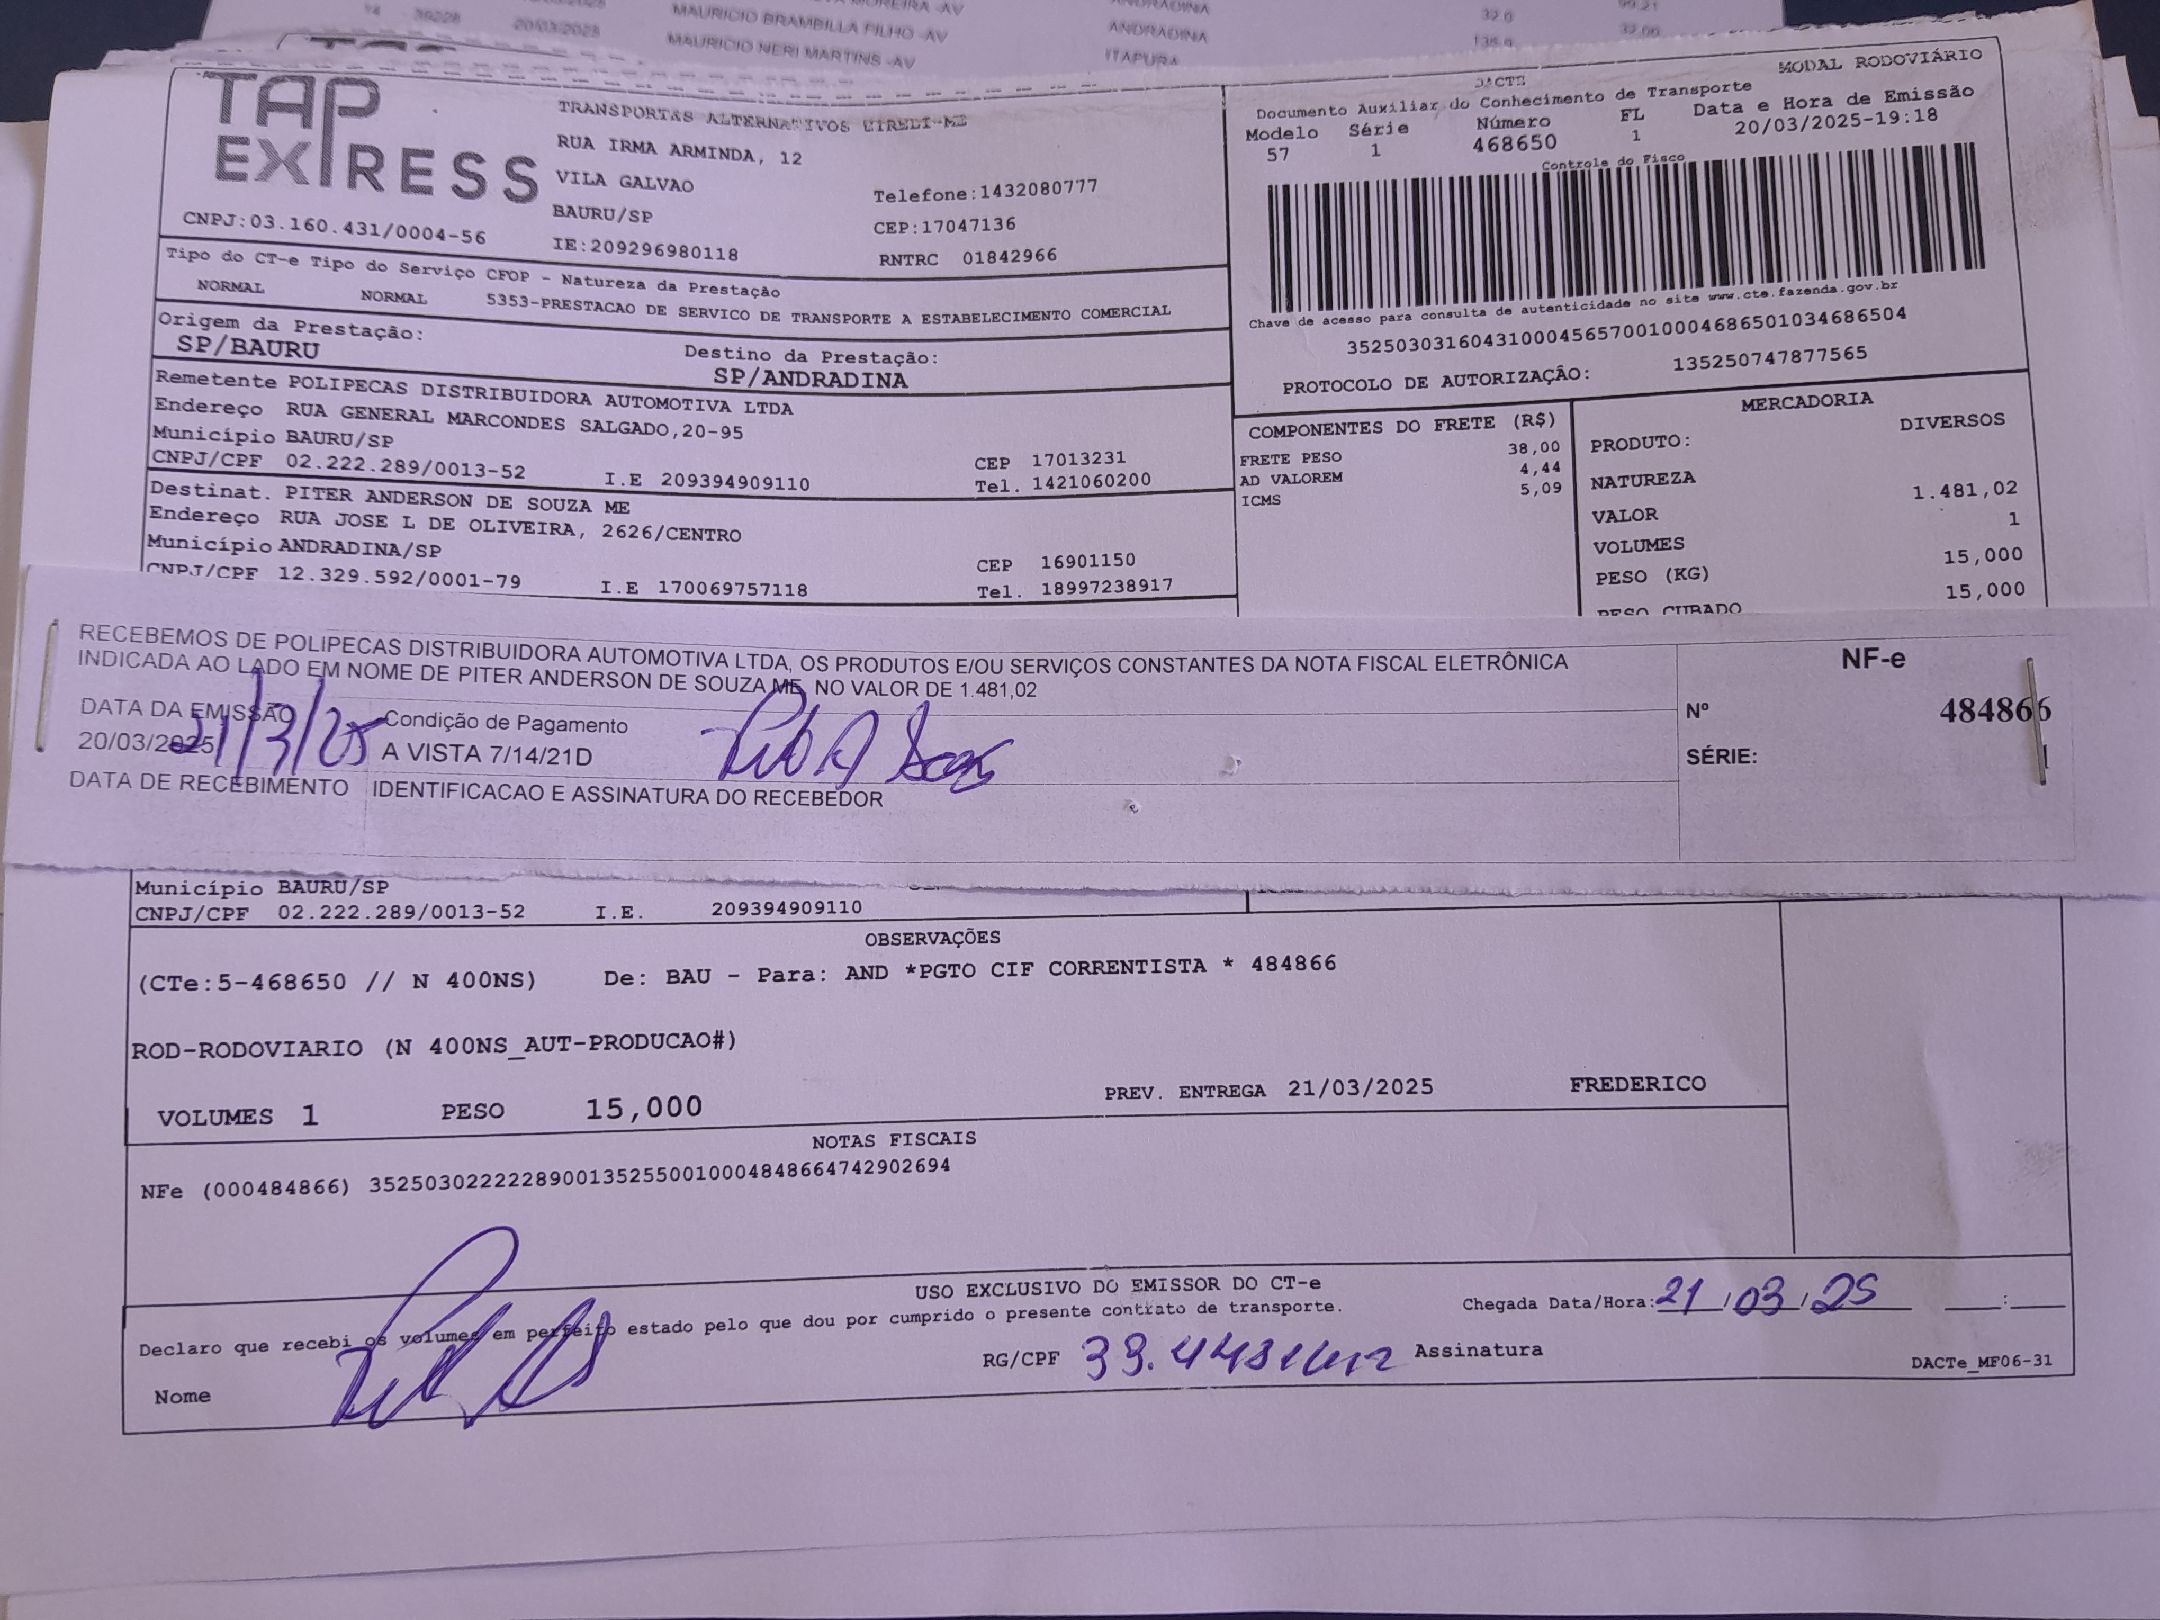 MAURICIO BRAMBILLA FILHO -AV ANDRADINA
MAURICIO NERI MARTINS -AV ITAPURA
TAP EXPRESS
TRANSPORTAS ALTERNATIVOS EIRELI-ME
RUA IRMA ARMINDA, 12
VILA GALVAO Telefone:1432080777
BAURU/SP CEP:17047136
CNPJ:03.160.431/0004-56 IE:209296980118 RNTRC 01842966
DACTE MODAL RODOVIÁRIO
Documento Auxiliar do Conhecimento de Transporte
Modelo Série Número FL Data e Hora de Emissão
57 1 468650 1 20/03/2025-19:18
Controle do Fisco
Chave de acesso para consulta de autenticidade no site www.cte.fazenda.gov.br
35250303160431000456570010004686501034686504
PROTOCOLO DE AUTORIZAÇÃO: 135250747877565
Tipo do CT-e Tipo do Serviço CFOP - Natureza da Prestação
NORMAL NORMAL 5353-PRESTACAO DE SERVICO DE TRANSPORTE A ESTABELECIMENTO COMERCIAL
Origem da Prestação: Destino da Prestação:
SP/BAURU SP/ANDRADINA
Remetente POLIPECAS DISTRIBUIDORA AUTOMOTIVA LTDA
Endereço RUA GENERAL MARCONDES SALGADO,20-95
Município BAURU/SP CEP 17013231
CNPJ/CPF 02.222.289/0013-52 I.E 209394909110 Tel. 1421060200
Destinat. PITER ANDERSON DE SOUZA ME
Endereço RUA JOSE L DE OLIVEIRA, 2626/CENTRO
Município ANDRADINA/SP CEP 16901150
CNPJ/CPF 12.329.592/0001-79 I.E 170069757118 Tel. 18997238917
COMPONENTES DO FRETE (R$)
FRETE PESO 38,00
AD VALOREM 4,44
ICMS 5,09
MERCADORIA
PRODUTO: DIVERSOS
NATUREZA
VALOR 1.481,02
VOLUMES 1
PESO (KG) 15,000
PESO CUBADO 15,000
RECEBEMOS DE POLIPECAS DISTRIBUIDORA AUTOMOTIVA LTDA, OS PRODUTOS E/OU SERVIÇOS CONSTANTES DA NOTA FISCAL ELETRÔNICA
INDICADA AO LADO EM NOME DE PITER ANDERSON DE SOUZA ME, NO VALOR DE 1.481,02
DATA DA EMISSÃO Condição de Pagamento
20/03/2025 A VISTA 7/14/21D
21/3/25
DATA DE RECEBIMENTO IDENTIFICACAO E ASSINATURA DO RECEBEDOR
NF-e
Nº 484866
SÉRIE: 1
Município BAURU/SP
CNPJ/CPF 02.222.289/0013-52 I.E. 209394909110
OBSERVAÇÕES
(CTe:5-468650 // N 400NS) De: BAU - Para: AND *PGTO CIF CORRENTISTA * 484866
ROD-RODOVIARIO (N 400NS_AUT-PRODUCAO#)
VOLUMES 1 PESO 15,000 PREV. ENTREGA 21/03/2025 FREDERICO
NOTAS FISCAIS
NFe (000484866) 35250302222289001352550010004848664742902694
USO EXCLUSIVO DO EMISSOR DO CT-e
Declaro que recebi os volumes em perfeito estado pelo que dou por cumprido o presente contrato de transporte. Chegada Data/Hora: 21/03/25 __:__
Nome RG/CPF Assinatura DACTe_MF06-31